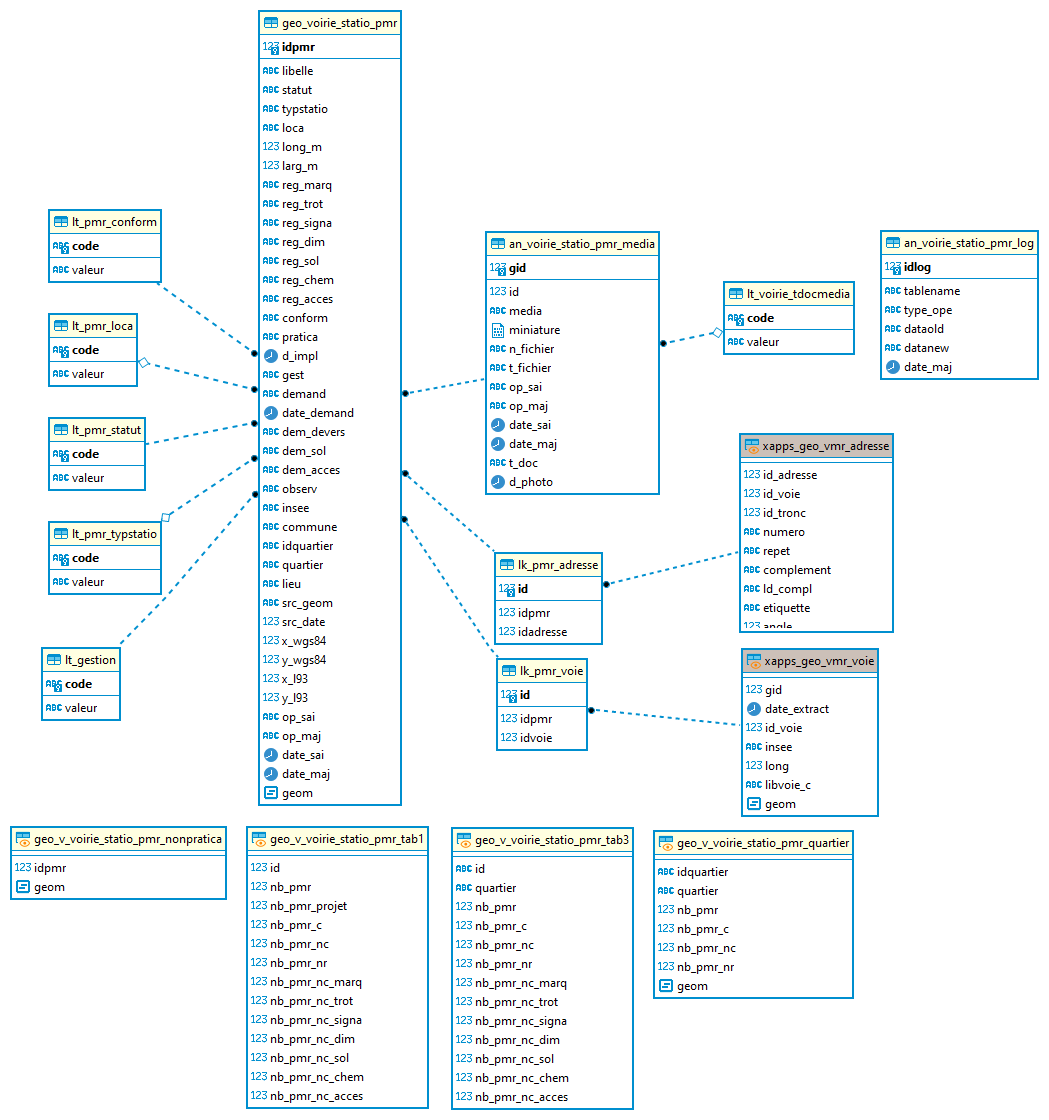 geo_voirie_statio_pmr
123 idpmr
ABC libelle
ABC statut
ABC typstatio
ABC loca
123 long_m
123 larg_m
ABC reg_marq
ABC reg_trot
ABC reg_signa
ABC reg_dim
ABC reg_sol
ABC reg_chem
ABC reg_acces
ABC conform
ABC pratica
d_impl
ABC gest
ABC demand
date_demand
ABC dem_devers
ABC dem_sol
ABC dem_acces
ABC observ
ABC insee
ABC commune
ABC idquartier
ABC quartier
ABC lieu
ABC src_geom
123 src_date
123 x_wgs84
123 y_wgs84
123 x_l93
123 y_l93
ABC op_sai
ABC op_maj
date_sai
date_maj
geom
lt_pmr_conform
ABC code
ABC valeur
lt_pmr_loca
ABC code
ABC valeur
lt_pmr_statut
ABC code
ABC valeur
lt_pmr_typstatio
ABC code
ABC valeur
lt_gestion
ABC code
ABC valeur
an_voirie_statio_pmr_media
123 gid
123 id
ABC media
miniature
ABC n_fichier
ABC t_fichier
ABC op_sai
ABC op_maj
date_sai
date_maj
ABC t_doc
d_photo
lt_voirie_tdocmedia
ABC code
ABC valeur
an_voirie_statio_pmr_log
123 idlog
ABC tablename
ABC type_ope
ABC dataold
ABC datanew
date_maj
lk_pmr_adresse
123 id
123 idpmr
123 idadresse
xapps_geo_vmr_adresse
123 id_adresse
123 id_voie
123 id_tronc
ABC numero
ABC repet
ABC complement
ABC ld_compl
ABC etiquette
123 angle
lk_pmr_voie
123 id
123 idpmr
123 idvoie
xapps_geo_vmr_voie
123 gid
date_extract
123 id_voie
ABC insee
123 long
ABC libvoie_c
geom
geo_v_voirie_statio_pmr_nonpratica
123 idpmr
geom
geo_v_voirie_statio_pmr_tab1
123 id
123 nb_pmr
123 nb_pmr_projet
123 nb_pmr_c
123 nb_pmr_nc
123 nb_pmr_nr
123 nb_pmr_nc_marq
123 nb_pmr_nc_trot
123 nb_pmr_nc_signa
123 nb_pmr_nc_dim
123 nb_pmr_nc_sol
123 nb_pmr_nc_chem
123 nb_pmr_nc_acces
geo_v_voirie_statio_pmr_tab3
ABC id
ABC quartier
123 nb_pmr
123 nb_pmr_c
123 nb_pmr_nc
123 nb_pmr_nr
123 nb_pmr_nc_marq
123 nb_pmr_nc_trot
123 nb_pmr_nc_signa
123 nb_pmr_nc_dim
123 nb_pmr_nc_sol
123 nb_pmr_nc_chem
123 nb_pmr_nc_acces
geo_v_voirie_statio_pmr_quartier
ABC idquartier
ABC quartier
123 nb_pmr
123 nb_pmr_c
123 nb_pmr_nc
123 nb_pmr_nr
geom